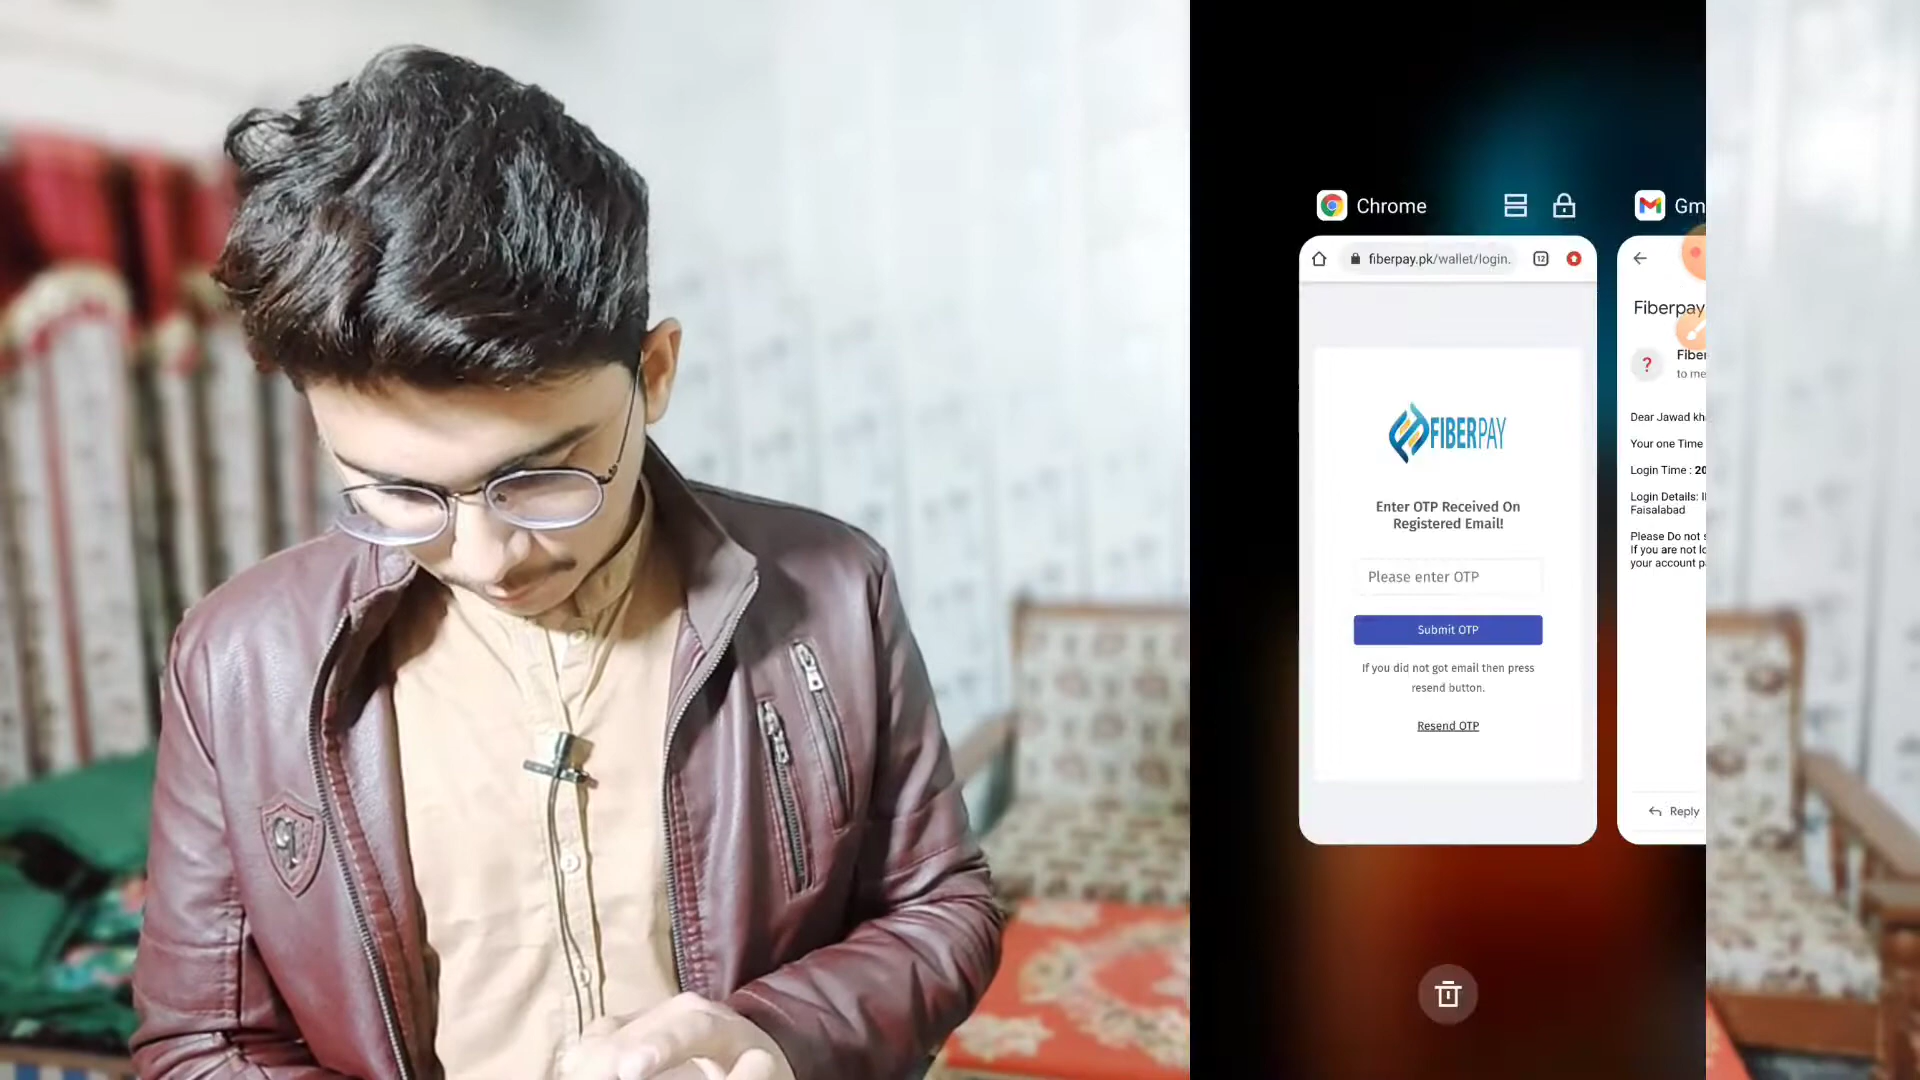 Chrome
fiberpay.pk/wallet/login.
12
FIBERPAY
Enter OTP Received On
Registered Email!
Please enter OTP
Submit OTP
If you did not got email then press
resend button.
Resend OTP
Gm
Fiberpay
?
Fiber
to me
Dear Jawad kh
Your one Time
Login Time : 20
Login Details: I
Faisalabad
Please Do not s
If you are not lo
your account p
Reply